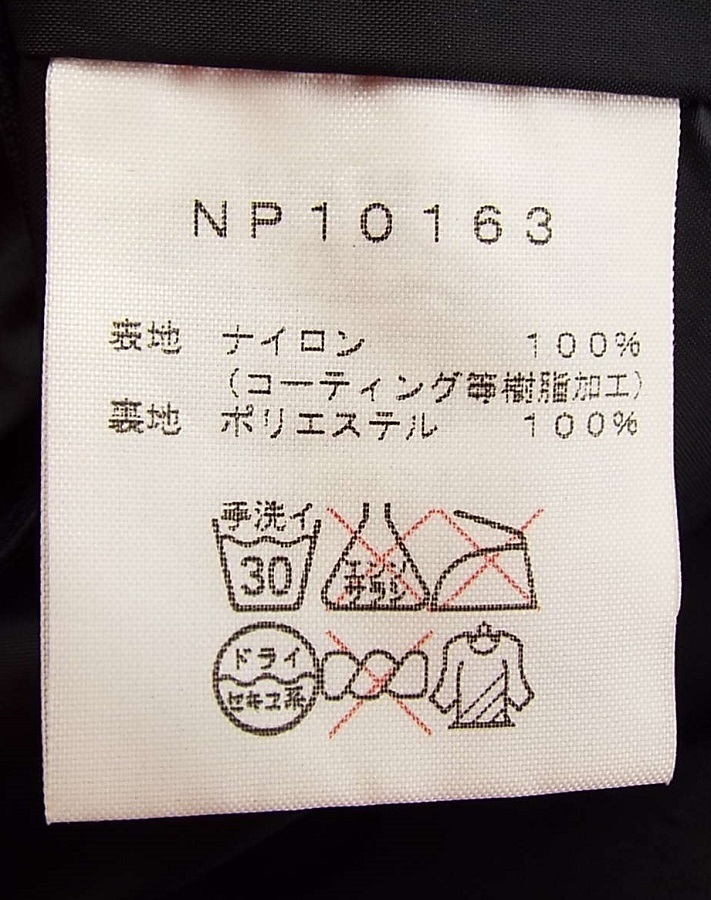 NP10163
表地 ナイロン 100%
(コーティング等樹脂加工)
裏地 ポリエステル 100%
手洗イ
30
エンソ
サラシ
ドライ
セキユ系